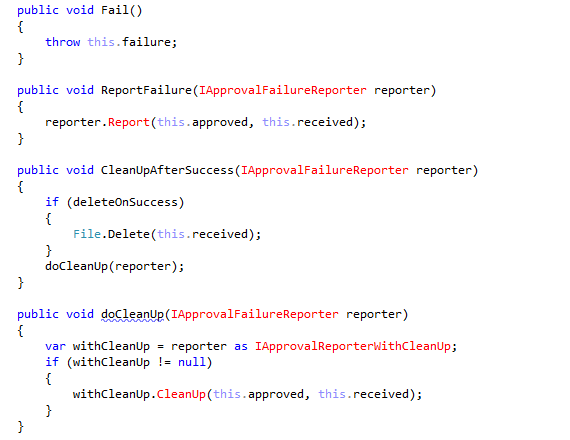 public void Fail()
{
    throw this.failure;
}
public void ReportFailure(IApprovalFailureReporter reporter)
{
    reporter.Report(this.approved, this.received);
}
public void CleanUpAfterSuccess(IApprovalFailureReporter reporter)
{
    if (deleteOnSuccess)
    {
        File.Delete(this.received);
    }
    doCleanUp(reporter);
}
public void doCleanUp(IApprovalFailureReporter reporter)
{
    var withCleanUp = reporter as IApprovalReporterWithCleanUp;
    if (withCleanUp != null)
    {
        withCleanUp.CleanUp(this.approved, this.received);
    }
}